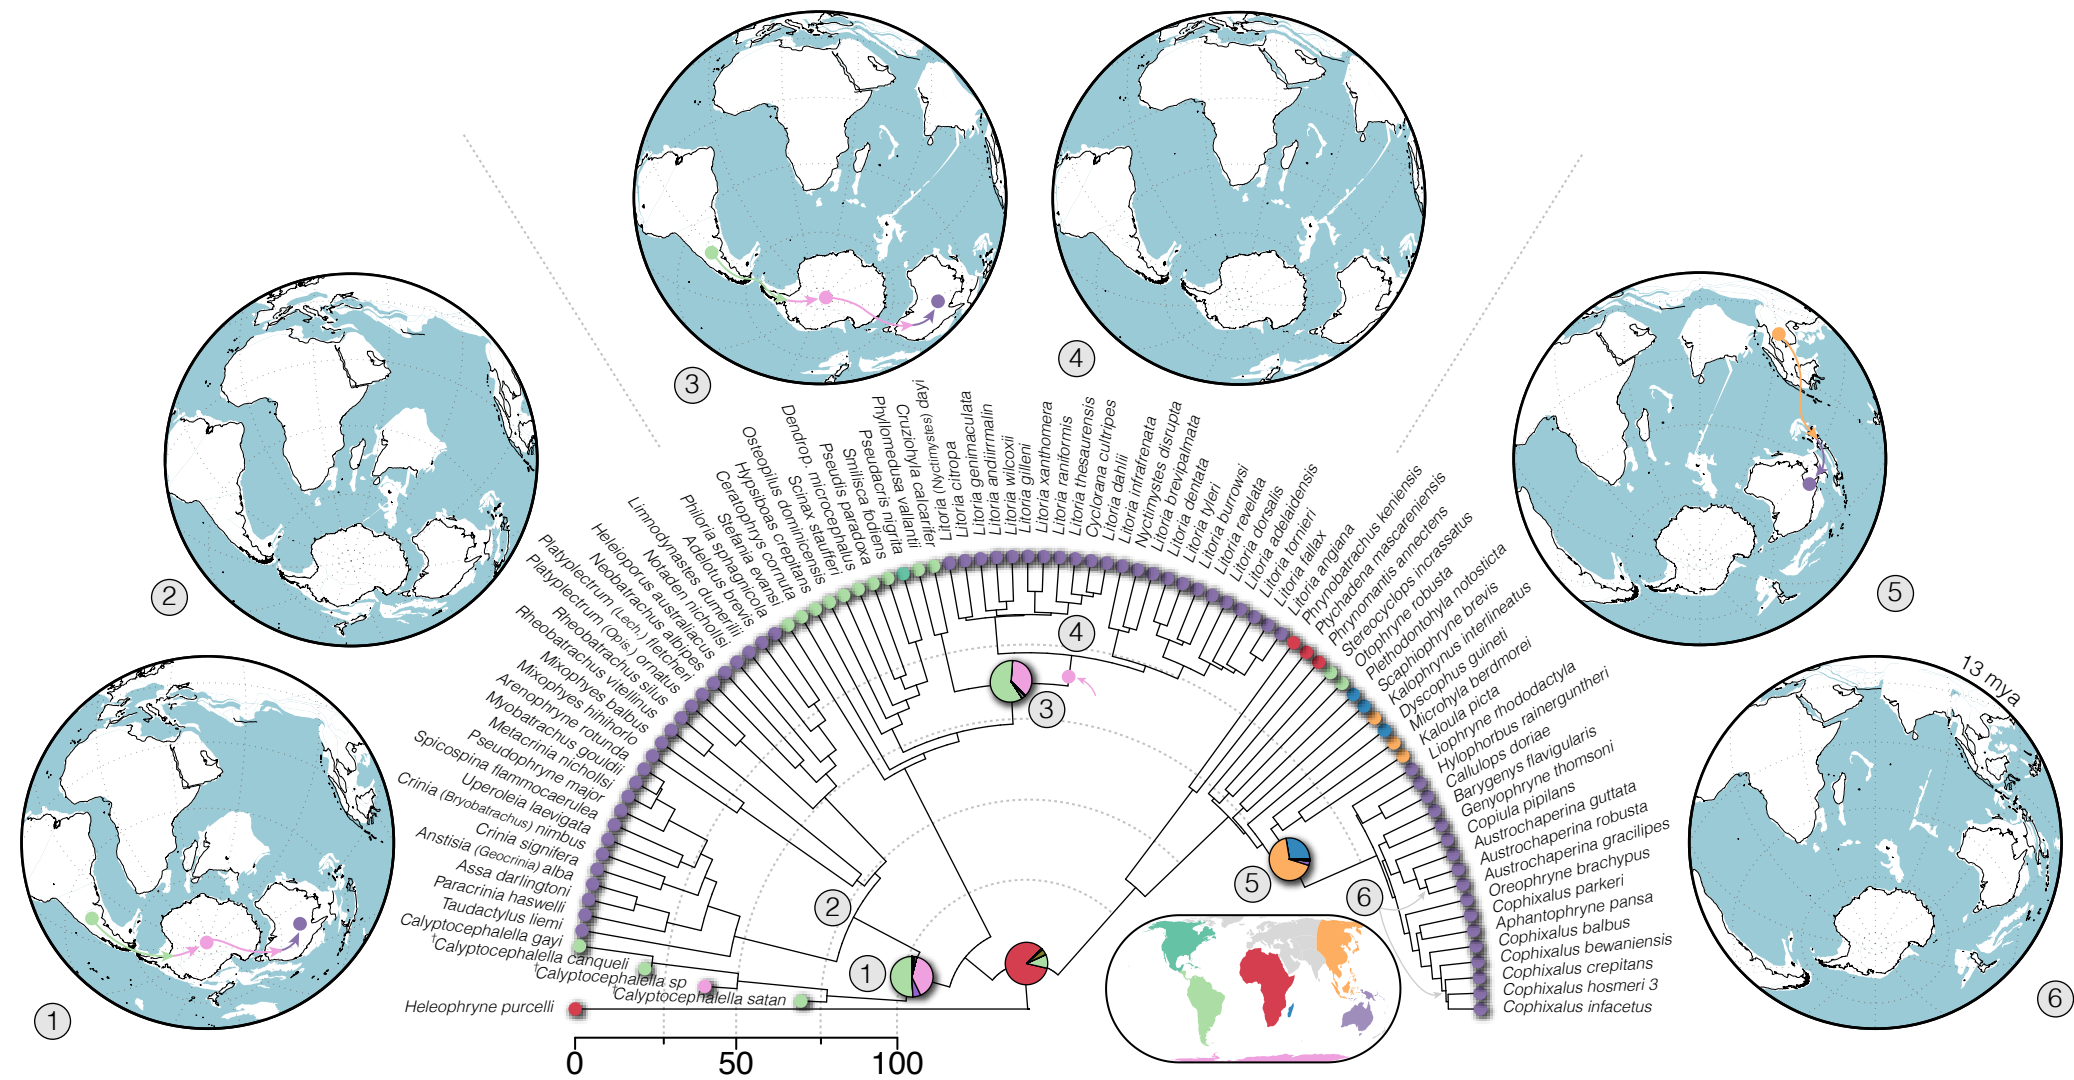 3
4
2
5
1
6
13 mya
Heleophryne purcelli
†Calyptocephalella satan
†Calyptocephalella sp
†Calyptocephalella canqueli
Calyptocephalella gayi
Taudactylus liemi
Paracrinia haswelli
Assa darlingtoni
Anstisia (Geocrinia) alba
Crinia signifera
Crinia (Bryobatrachus) nimbus
Uperoleia laevigata
Spicospina flammocaerulea
Pseudophryne major
Metacrinia nichollsi
Myobatrachus gouldii
Arenophryne rotunda
Mixophyes hihihorlo
Mixophyes balbus
Rheobatrachus vitellinus
Rheobatrachus silus
Platyplectrum (Opis.) ornatus
Platyplectrum (Lech.) fletcheri
Neobatrachus albipes
Heleioporus australiacus
Notaden nichollsi
Limnodynastes dumerilii
Adelotus brevis
Philoria sphagnicola
Stefania evansi
Ceratophrys cornuta
Hypsiboas crepitans
Osteopilus dominicensis
Scinax staufferi
Dendrop. microcephalus
Pseudis paradoxa
Smilisca fodiens
Pseudacris nigrita
Phyllomedusa vaillantii
Cruziohyla calcarifer
Litoria (Nyctimystes) dayi
Litoria citropa
Litoria genimaculata
Litoria andiirrmalin
Litoria wilcoxii
Litoria gilleni
Litoria xanthomera
Litoria raniformis
Litoria thesaurensis
Cyclorana cultripes
Litoria dahlii
Litoria infrafrenata
Nyctimystes disrupta
Litoria brevipalmata
Litoria dentata
Litoria tyleri
Litoria burrowsi
Litoria revelata
Litoria dorsalis
Litoria adelaidensis
Litoria tornieri
Litoria fallax
Litoria angiana
Phrynobatrachus keniensis
Ptychadena mascareniensis
Phrynomantis annectens
Stereocyclops incrassatus
Otophryne robusta
Plethodontohyla notosticta
Scaphiophryne brevis
Kalophrynus interlineatus
Dyscophus guineti
Microhyla berdmorei
Kaloula picta
Liophryne rhododactyla
Hylophorbus rainerguntheri
Callulops doriae
Barygenys flavigularis
Genyophryne thomsoni
Copiula pipilans
Austrochaperina guttata
Austrochaperina robusta
Austrochaperina gracilipes
Oreophryne brachypus
Cophixalus parkeri
Aphantophryne pansa
Cophixalus balbus
Cophixalus bewaniensis
Cophixalus crepitans
Cophixalus hosmeri 3
Cophixalus infacetus
4
3
2
5
6
1
0
50
100